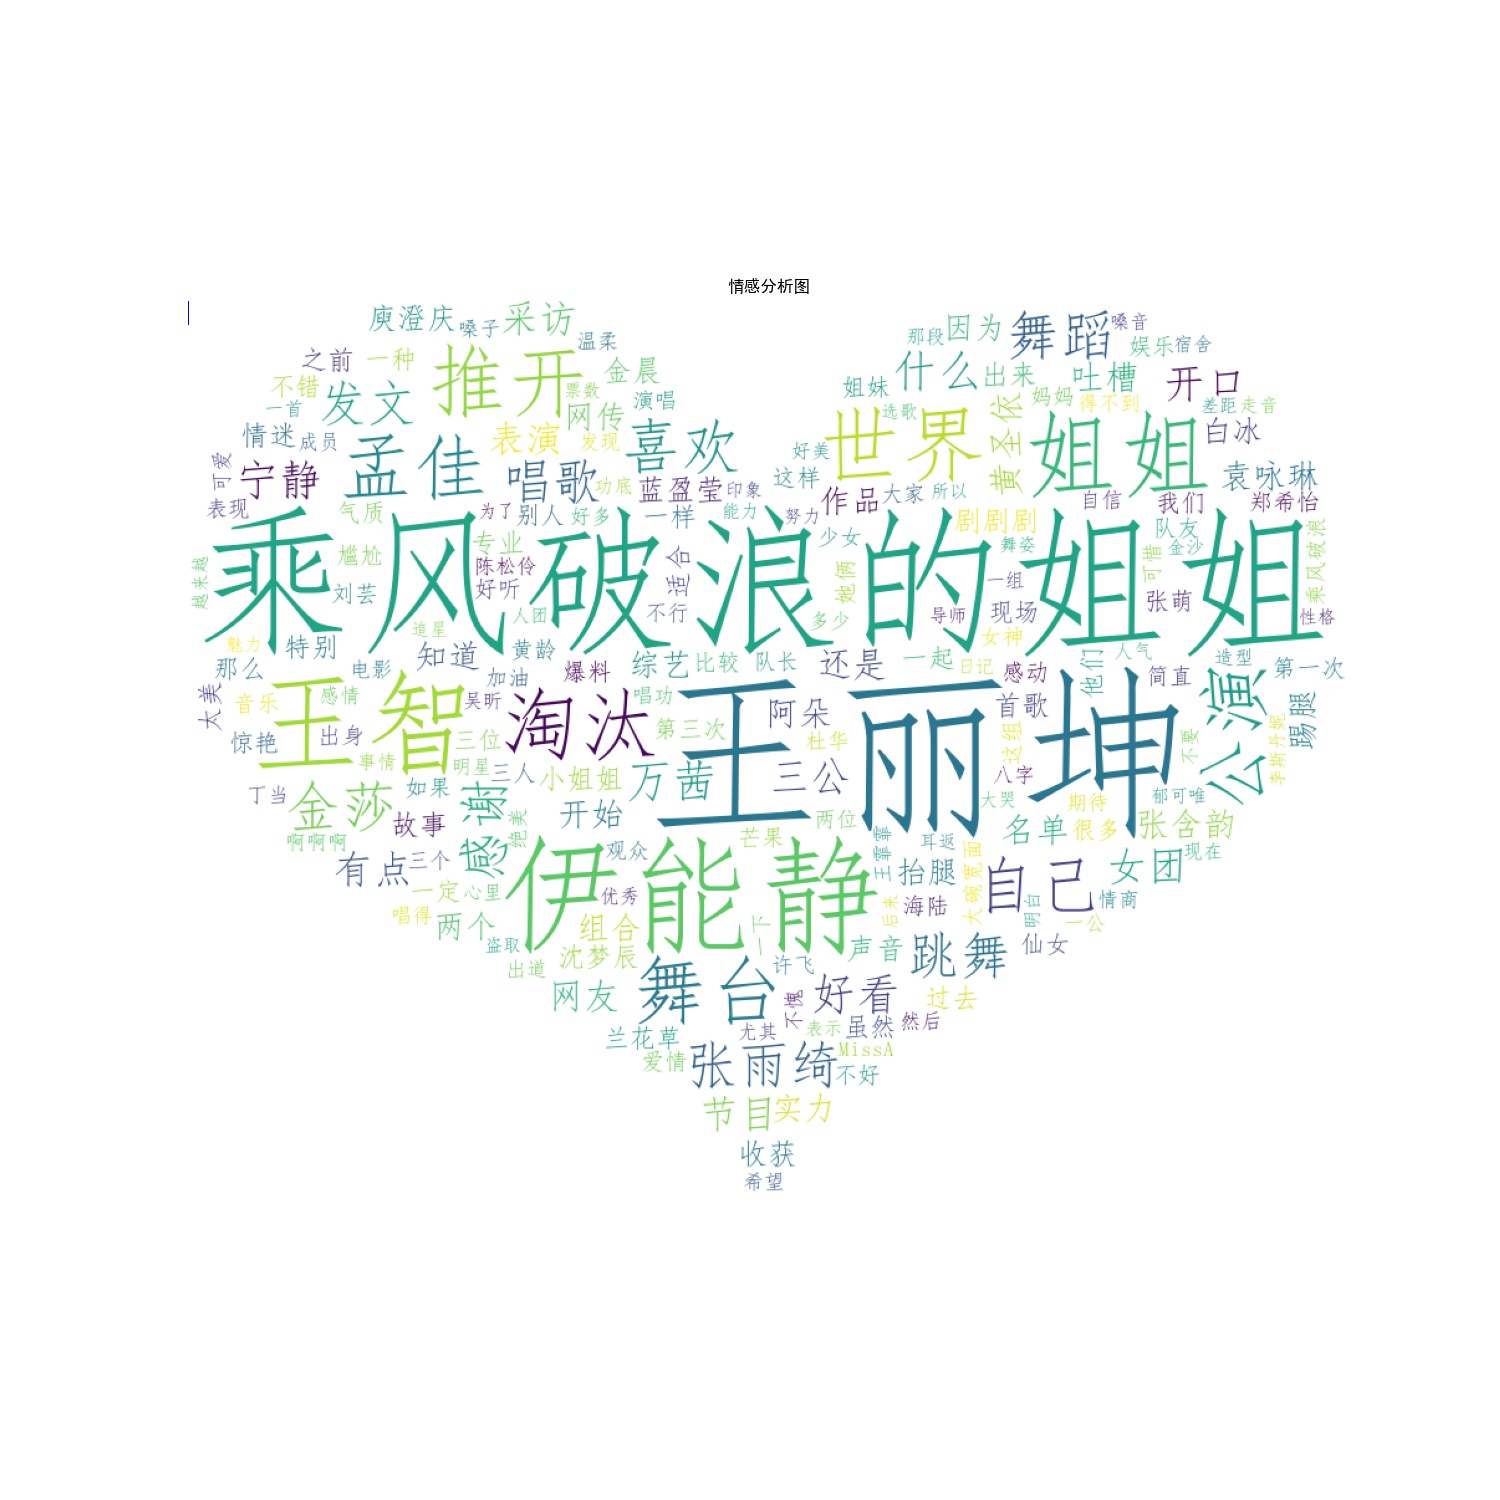 情感分析图
庾澄庆
嗓子
采访
温柔
那段
因为
舞蹈
嗓音
娱乐
宿舍
之前
一种
推开
金晨
票数
演唱
姐妹
什么
出来
吐槽
开口
不错
一首
发文
网传
选歌
妈妈
得不到
差距
走音
情迷
成员
孟佳
表演
发现
喜欢
好美
世界
黄圣依
姐姐
白冰
可爱
宁静
唱歌
功底
蓝盈莹
印象
这样
作品
大家
所以
自信
我们
袁咏琳
郑希怡
表现
气质
为了
别人
好多
一样
能力
努力
少女
剧剧剧
队友
乘风破浪的姐姐
越来越
尴尬
专业
陈松伶
好听
适合
她俩
舞姿
一组
可惜
金沙
乘风破浪
刘芸
人团
不行
多少
导师
现场
张萌
性格
魅力
特别
追星
知道
黄龄
综艺
比较
队长
还是
一起
女神
日记
感动
他们
人气
简直
造型
第一次
那么
电影
加油
爆料
太美
音乐
感情
王智
吴昕
淘汰
唱功
王丽坤
阿朵
首歌
公演
踢腿
惊艳
出身
三位
第三次
杜华
这组
不要
李斯丹妮
事情
明星
三人
小姐姐
万茜
三公
八字
丁当
金莎
如果
感谢
绝美
开始
大哭
期待
郁可唯
啊啊啊
故事
芒果
两位
名单
很多
张含韵
有点
三个
伊能静
观众
王霏霏
耳返
大碗宽面
抬腿
自己
女团
现在
一定
心里
优秀
后来
海陆
明白
一公
情商
唱得
两个
盗取
组合
一下
声音
跳舞
仙女
出道
沈梦辰
许飞
网友
舞台
不愧
好看
过去
兰花草
尤其
表示
虽然
然后
爱情
张雨绮
MissA
不好
节目
实力
收获
希望